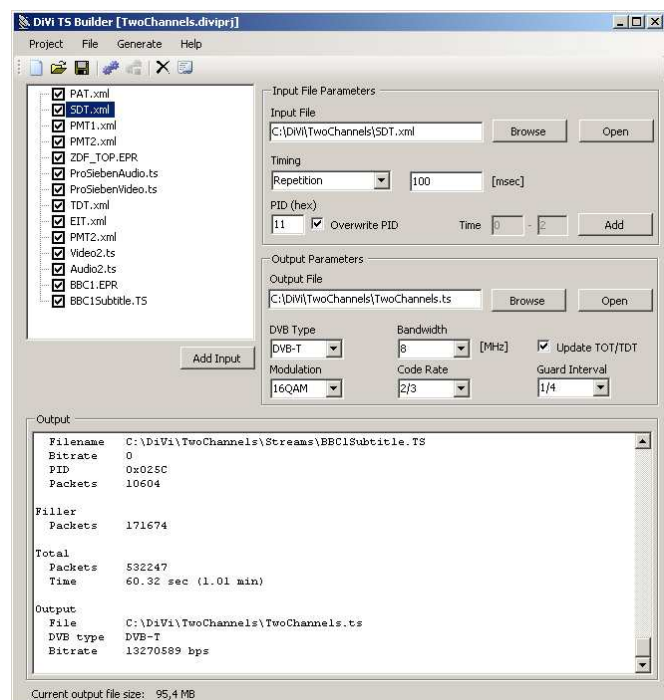 DiVi TS Builder [TwoChannels.diviprj]
Project File Generate Help
PAT.xml
SDT.xml
PMT1.xml
PMT2.xml
ZDF_TOP.EPR
ProSiebenAudio.ts
ProSiebenVideo.ts
TDT.xml
EIT.xml
PMT2.xml
Video2.ts
Audio2.ts
BBC1.EPR
BBC1Subtitle.TS
Add Input
Input File Parameters
Input File
C:\DiVi\TwoChannels\SDT.xml Browse Open
Timing
Repetition 100 [msec]
PID (hex)
11 Overwrite PID Time 0 - 2 Add
Output Parameters
Output File
C:\DiVi\TwoChannels\TwoChannels.ts Browse Open
DVB Type Bandwidth
DVB-T 8 [MHz] Update TOT/TDT
Modulation Code Rate Guard Interval
16QAM 2/3 1/4
Output
Filename C:\DiVi\TwoChannels\Streams\BBC1Subtitle.TS
Bitrate 0
PID 0x025C
Packets 10604
Filler
Packets 171674
Total
Packets 532247
Time 60.32 sec (1.01 min)
Output
File C:\DiVi\TwoChannels\TwoChannels.ts
DVB type DVB-T
Bitrate 13270589 bps
Current output file size: 95,4 MB